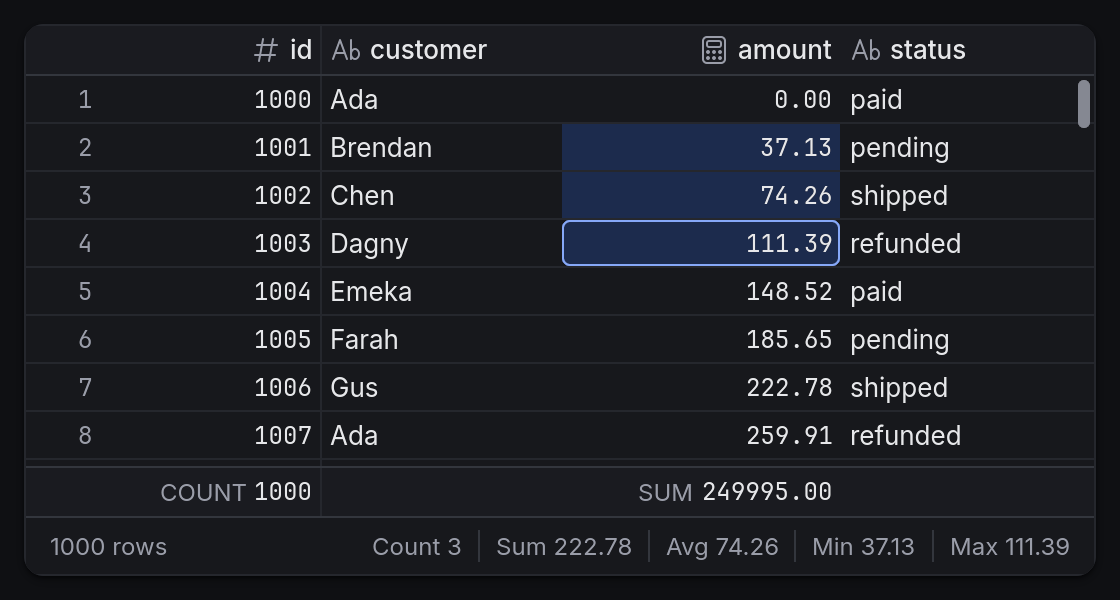 # id Ab customer amount Ab status
1 1000 Ada 0.00 paid
2 1001 Brendan 37.13 pending
3 1002 Chen 74.26 shipped
4 1003 Dagny 111.39 refunded
5 1004 Emeka 148.52 paid
6 1005 Farah 185.65 pending
7 1006 Gus 222.78 shipped
8 1007 Ada 259.91 refunded
COUNT 1000 SUM 249995.00
1000 rows Count 3 Sum 222.78 Avg 74.26 Min 37.13 Max 111.39